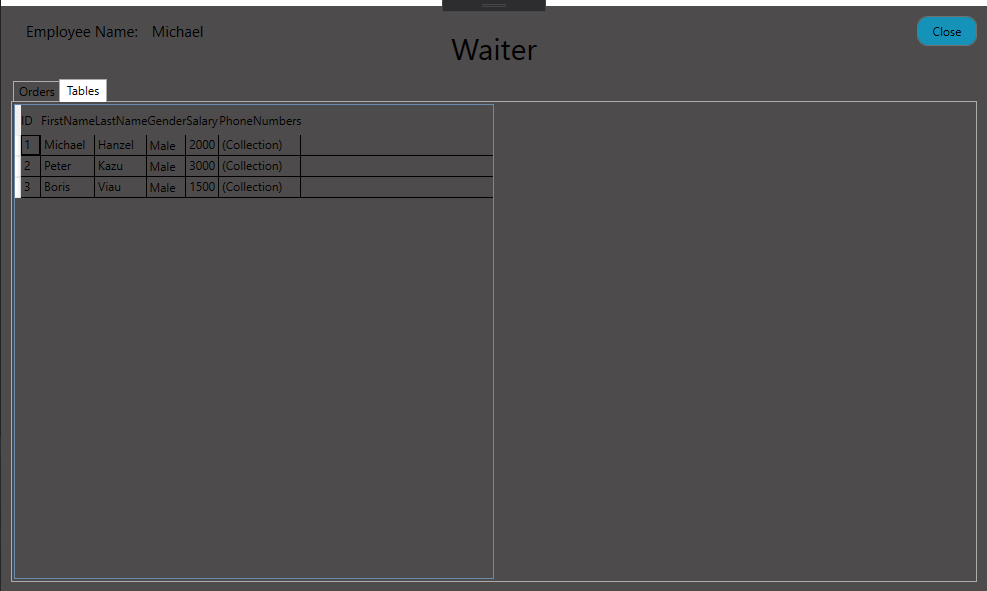 Employee Name: Michael
Close
Waiter
Orders Tables
ID FirstName LastName Gender Salary PhoneNumbers
1 Michael Hanzel Male 2000 (Collection)
2 Peter Kazu Male 3000 (Collection)
3 Boris Viau Male 1500 (Collection)